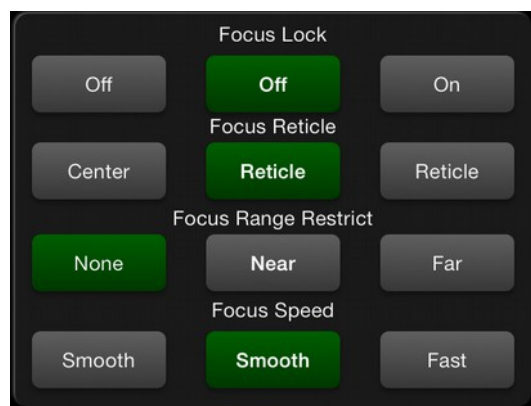 Focus Lock
Off Off On
Focus Reticle
Center Reticle Reticle
Focus Range Restrict
None Near Far
Focus Speed
Smooth Smooth Fast